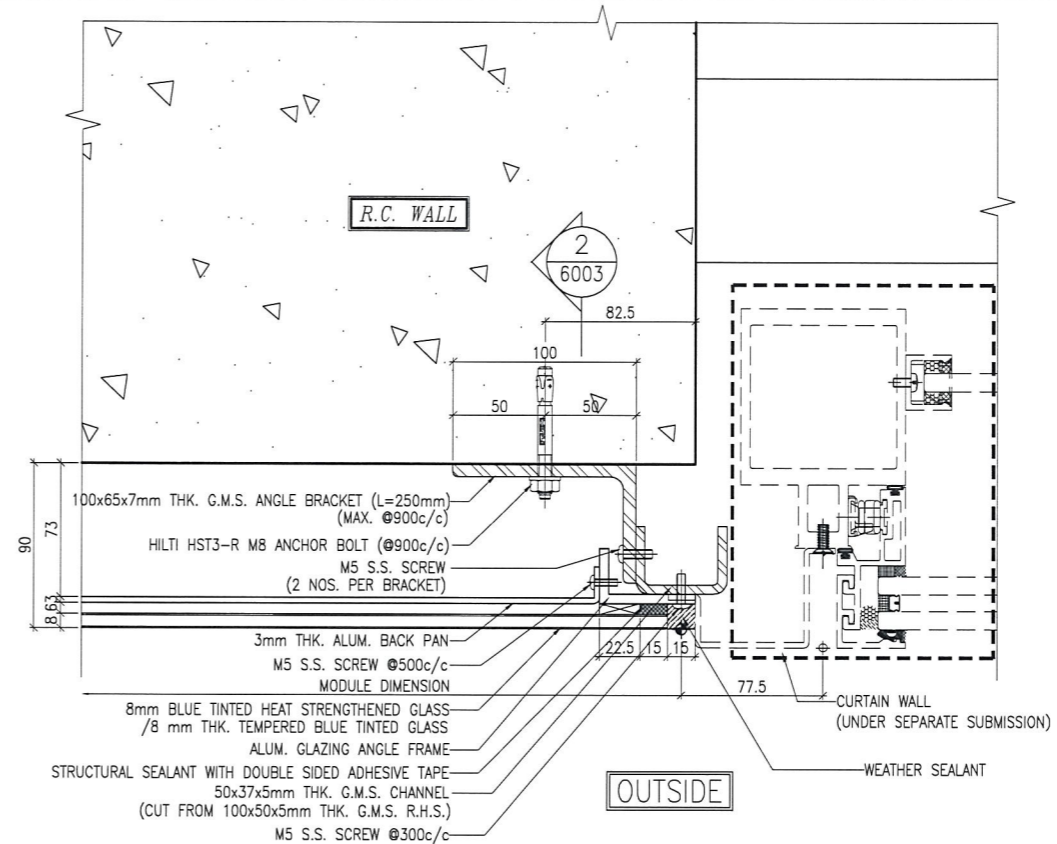 R.C. WALL
2
6003
82.5
100
50
50
100x65x7mm THK. G.M.S. ANGLE BRACKET (L=250mm)
(MAX. @900c/c)
HILTI HST3-R M8 ANCHOR BOLT (@900c/c)
M5 S.S. SCREW
(2 NOS. PER BRACKET)
90
73
63
8
3mm THK. ALUM. BACK PAN
M5 S.S. SCREW @500c/c
22.5
15
15
MODULE DIMENSION
77.5
8mm BLUE TINTED HEAT STRENGTHENED GLASS
/8 mm THK. TEMPERED BLUE TINTED GLASS
ALUM. GLAZING ANGLE FRAME
STRUCTURAL SEALANT WITH DOUBLE SIDED ADHESIVE TAPE
50x37x5mm THK. G.M.S. CHANNEL
(CUT FROM 100x50x5mm THK. G.M.S. R.H.S.)
M5 S.S. SCREW @300c/c
CURTAIN WALL
(UNDER SEPARATE SUBMISSION)
WEATHER SEALANT
OUTSIDE